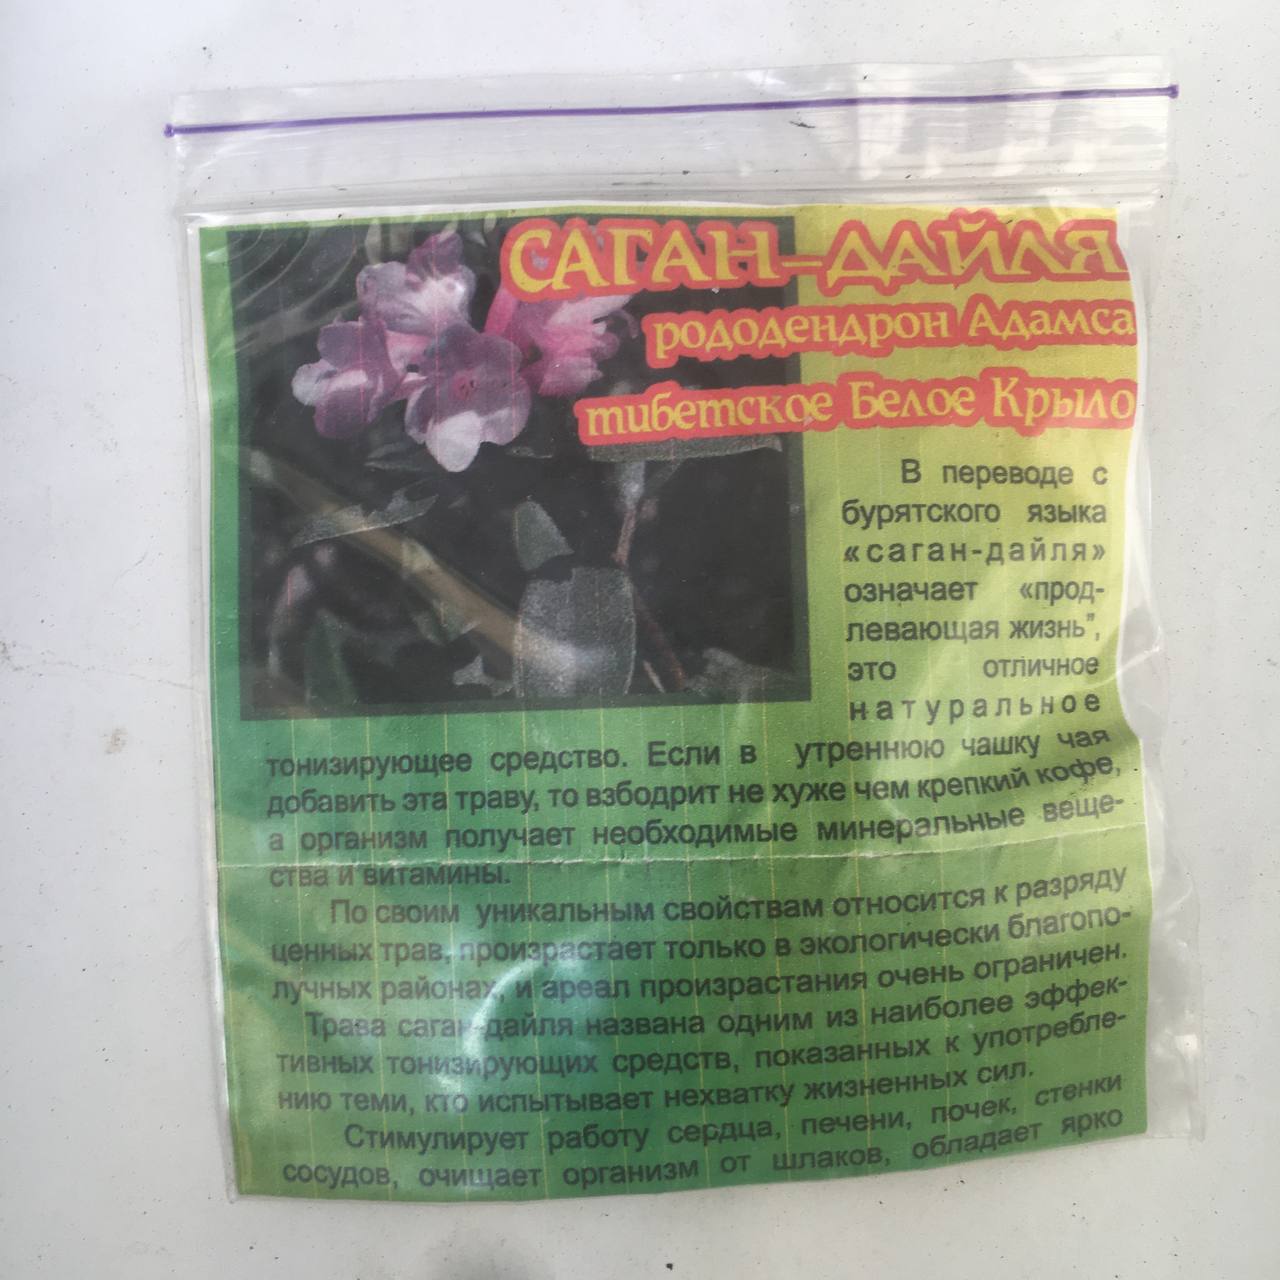 САГАН-ДАЙЛЯ
рододендрон Адамса
тибетское Белое Крыло
В переводе с
бурятского языка
«саган-дайля»
означает «прод-
левающая жизнь",
это отличное
натуральное
тонизирующее средство. Если в утреннюю чашку чая
добавить эта траву, то взбодрит не хуже чем крепкий кофе,
а организм получает необходимые минеральные веще-
ства и витамины.
По своим уникальным свойствам относится к разряду
ценных трав, произрастает только в экологически благопо-
лучных районах, и ареал произрастания очень ограничен.
Трава саган-дайля названа одним из наиболее эффек-
тивных тонизирующих средств, показанных к употребле-
нию теми, кто испытывает нехватку жизненных сил.
Стимулирует работу сердца, печени, почек, стенки
сосудов, очищает организм от шлаков, обладает ярко